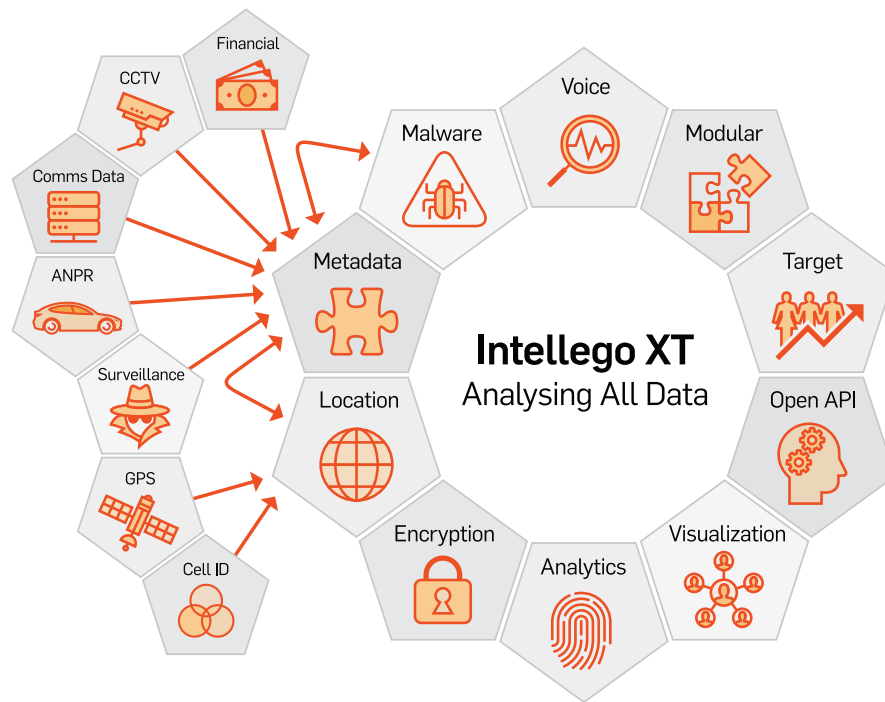 Financial
CCTV
Comms Data
ANPR
Surveillance
GPS
Cell ID
Malware
Voice
Modular
Metadata
Target
Intellego XT
Analysing All Data
Location
Open API
Encryption
Analytics
Visualization